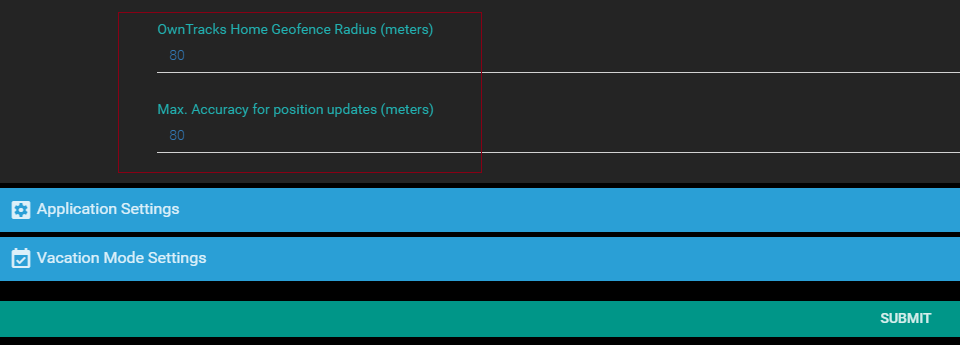 OwnTracks Home Geofence Radius (meters)
80
Max. Accuracy for position updates (meters)
80
Application Settings
Vacation Mode Settings
SUBMIT